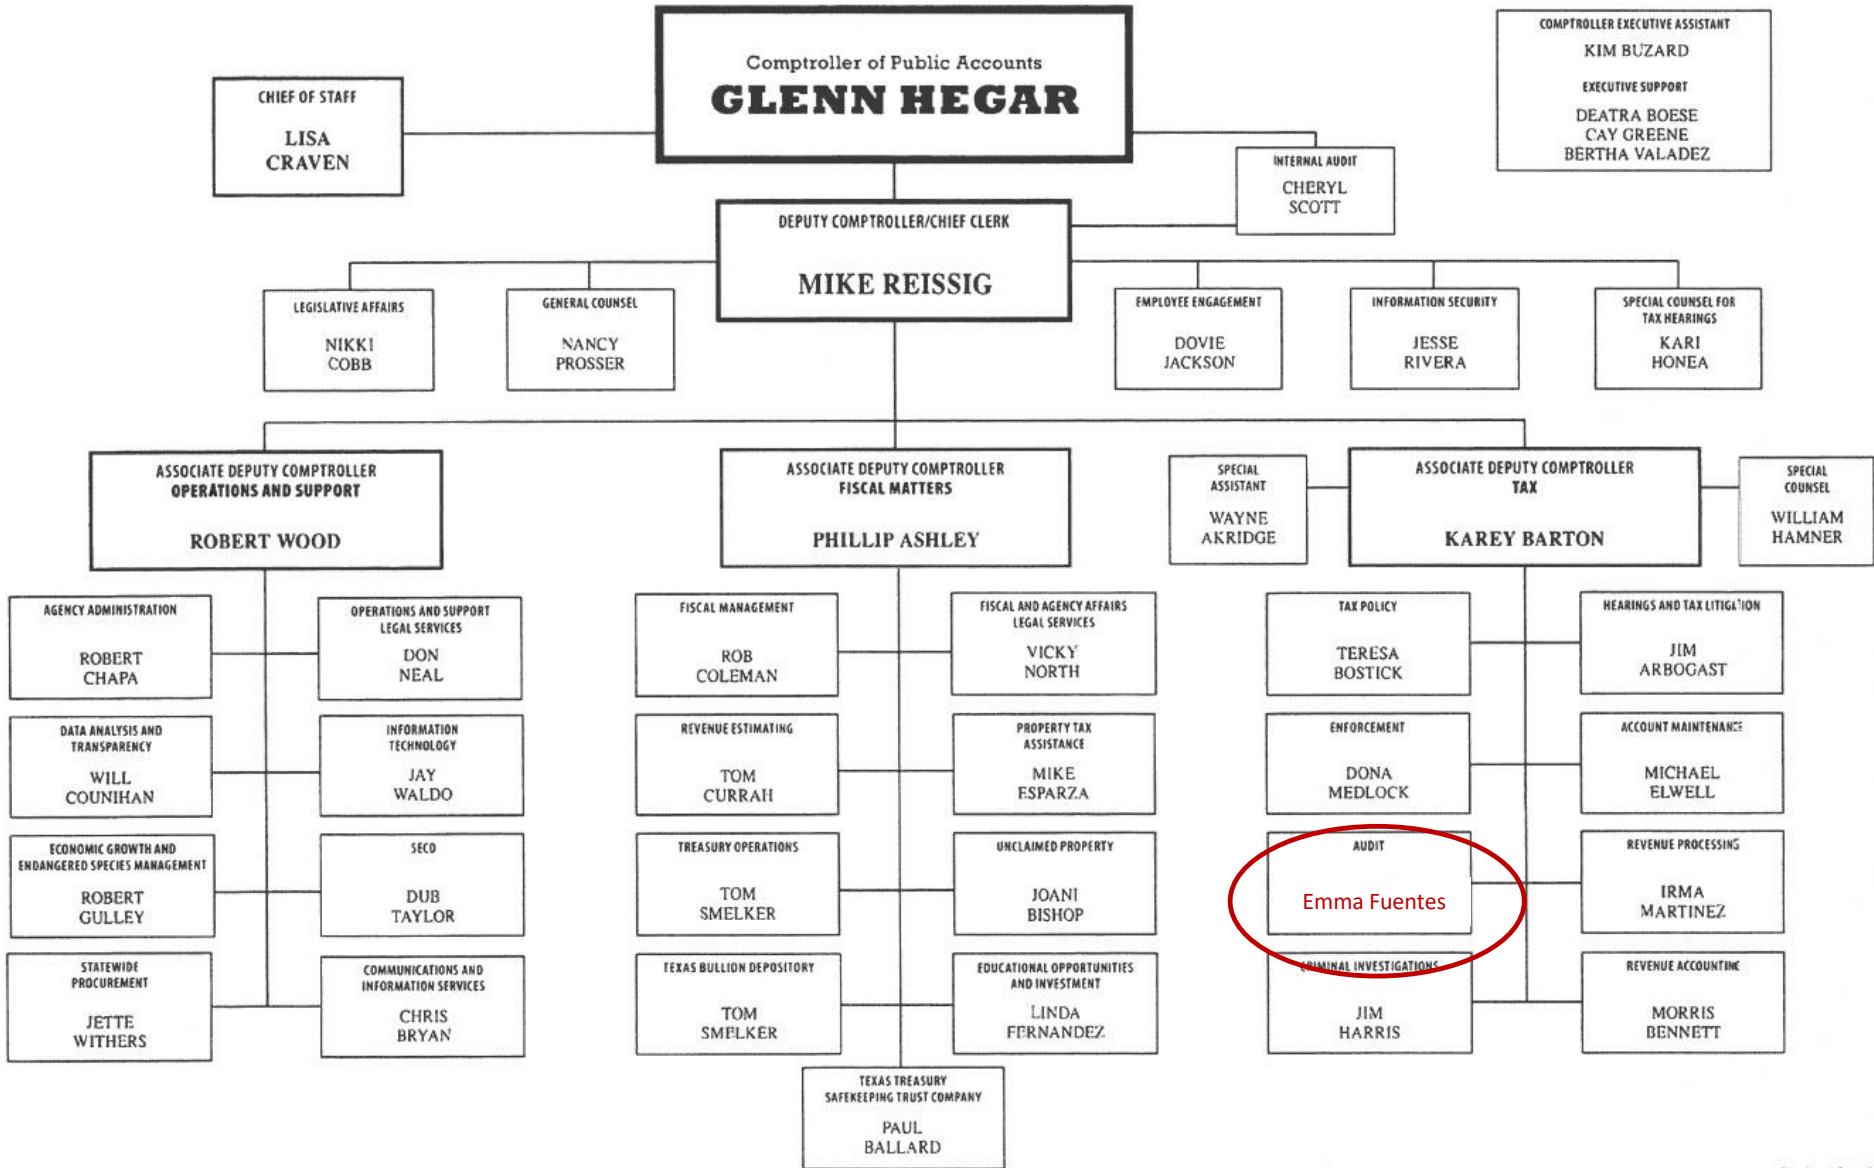 Comptroller of Public Accounts
GLENN HEGAR
CHIEF OF STAFF
LISA
CRAVEN
COMPTROLLER EXECUTIVE ASSISTANT
KIM BUZARD
EXECUTIVE SUPPORT
DEATRA BOESE
CAY GREENE
BERTHA VALADEZ
INTERNAL AUDIT
CHERYL
SCOTT
DEPUTY COMPTROLLER/CHIEF CLERK
MIKE REISSIG
LEGISLATIVE AFFAIRS
NIKKI
COBB
GENERAL COUNSEL
NANCY
PROSSER
EMPLOYEE ENGAGEMENT
DOVIE
JACKSON
INFORMATION SECURITY
JESSE
RIVERA
SPECIAL COUNSEL FOR
TAX HEARINGS
KARI
HONEA
ASSOCIATE DEPUTY COMPTROLLER
OPERATIONS AND SUPPORT
ROBERT WOOD
ASSOCIATE DEPUTY COMPTROLLER
FISCAL MATTERS
PHILLIP ASHLEY
SPECIAL
ASSISTANT
WAYNE
AKRIDGE
ASSOCIATE DEPUTY COMPTROLLER
TAX
KAREY BARTON
SPECIAL
COUNSEL
WILLIAM
HAMNER
AGENCY ADMINISTRATION
ROBERT
CHAPA
OPERATIONS AND SUPPORT
LEGAL SERVICES
DON
NEAL
DATA ANALYSIS AND
TRANSPARENCY
WILL
COUNIHAN
INFORMATION
TECHNOLOGY
JAY
WALDO
ECONOMIC GROWTH AND
ENDANGERED SPECIES MANAGEMENT
ROBERT
GULLEY
SECO
DUB
TAYLOR
STATEWIDE
PROCUREMENT
JETTE
WITHERS
COMMUNICATIONS AND
INFORMATION SERVICES
CHRIS
BRYAN
FISCAL MANAGEMENT
ROB
COLEMAN
FISCAL AND AGENCY AFFAIRS
LEGAL SERVICES
VICKY
NORTH
REVENUE ESTIMATING
TOM
CURRAH
PROPERTY TAX
ASSISTANCE
MIKE
ESPARZA
TREASURY OPERATIONS
TOM
SMELKER
UNCLAIMED PROPERTY
JOANI
BISHOP
TEXAS BULLION DEPOSITORY
TOM
SMELKER
EDUCATIONAL OPPORTUNITIES
AND INVESTMENT
LINDA
FERNANDEZ
TEXAS TREASURY
SAFEKEEPING TRUST COMPANY
PAUL
BALLARD
TAX POLICY
TERESA
BOSTICK
HEARINGS AND TAX LITIGATION
JIM
ARBOGAST
ENFORCEMENT
DONA
MEDLOCK
ACCOUNT MAINTENANCE
MICHAEL
ELWELL
AUDIT
Emma Fuentes
REVENUE PROCESSING
IRMA
MARTINEZ
CRIMINAL INVESTIGATIONS
JIM
HARRIS
REVENUE ACCOUNTING
MORRIS
BENNETT